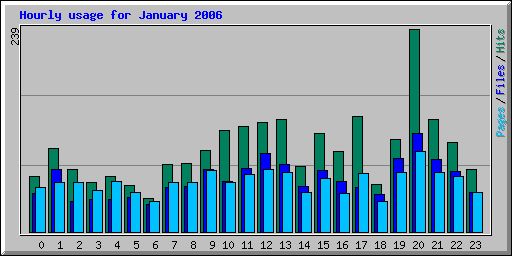 Hourly usage for January 2006
239
Pages / Files / Hits
0 1 2 3 4 5 6 7 8 9 10 11 12 13 14 15 16 17 18 19 20 21 22 23